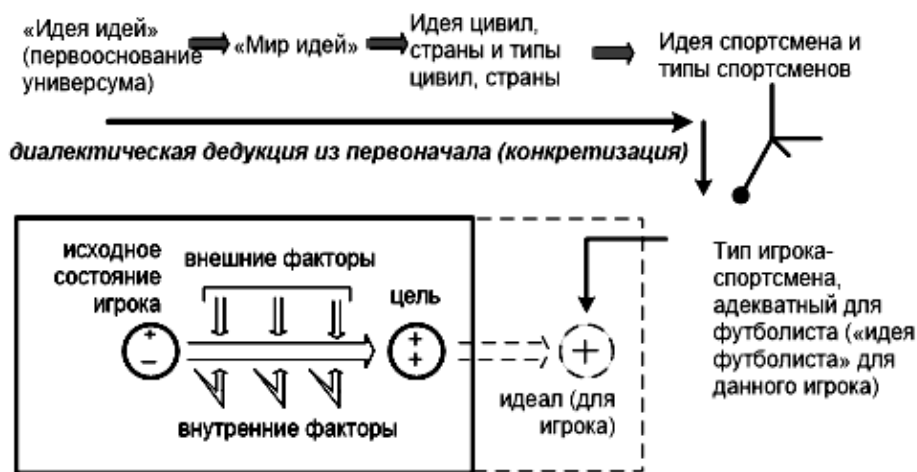 «Идея идей»
(первооснование
универсума)
«Мир идей»
Идея цивил,
страны и типы
цивил, страны
Идея спортсмена и
типы спортсменов
диалектическая дедукция из первоначала (конкретизация)
исходное
состояние
игрока
внешние факторы
цель
внутренние факторы
идеал (для
игрока)
Тип игрока-
спортсмена,
адекватный для
футболиста («идея
футболиста» для
данного игрока)